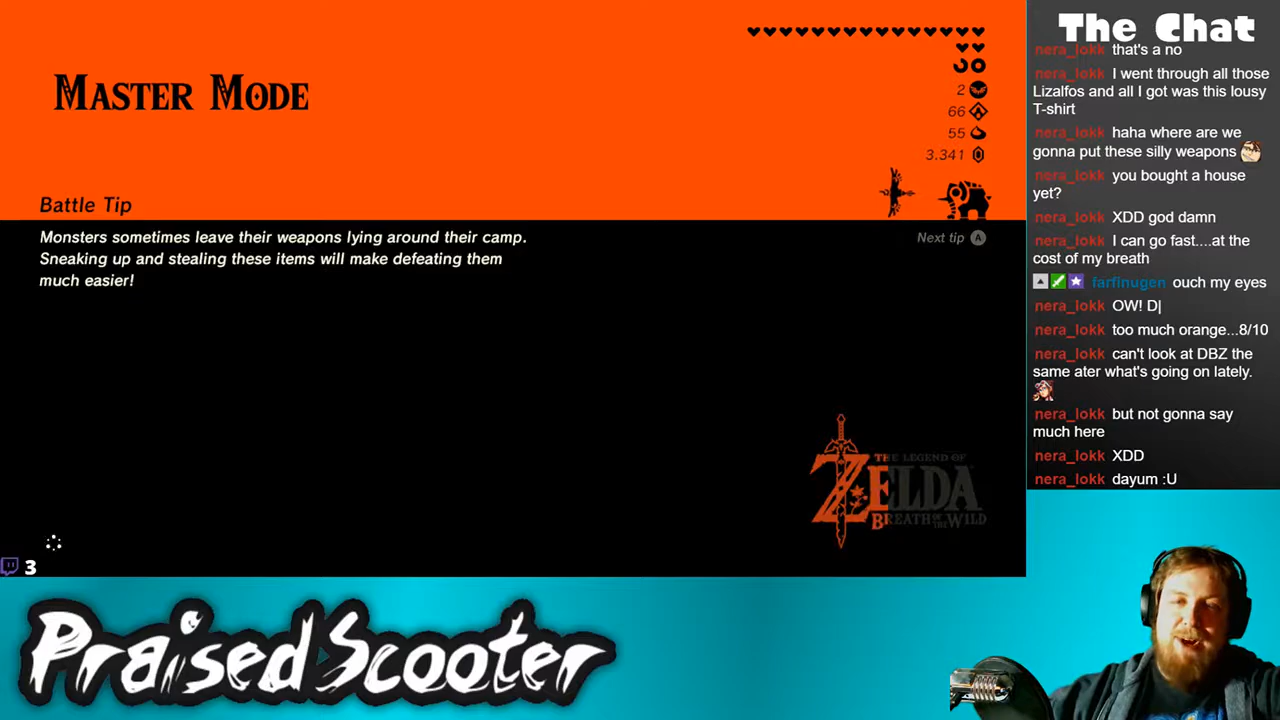 Master Mode
2
66
55
3.341
Battle Tip
Monsters sometimes leave their weapons lying around their camp.
Sneaking up and stealing these items will make defeating them
much easier!
Next tip A
THE LEGEND OF
ZELDA
BREATH OF THE WILD
3
PraisedScooter
The Chat
nera_lokk that's a no
nera_lokk I went through all those
Lizalfos and all I got was this lousy
T-shirt
nera_lokk haha where are we
gonna put these silly weapons
nera_lokk you bought a house
yet?
nera_lokk XDD god damn
nera_lokk I can go fast....at the
cost of my breath
farfinugen ouch my eyes
nera_lokk OW! D|
nera_lokk too much orange...8/10
nera_lokk can't look at DBZ the
same ater what's going on lately.
nera_lokk but not gonna say
much here
nera_lokk XDD
nera_lokk dayum :U